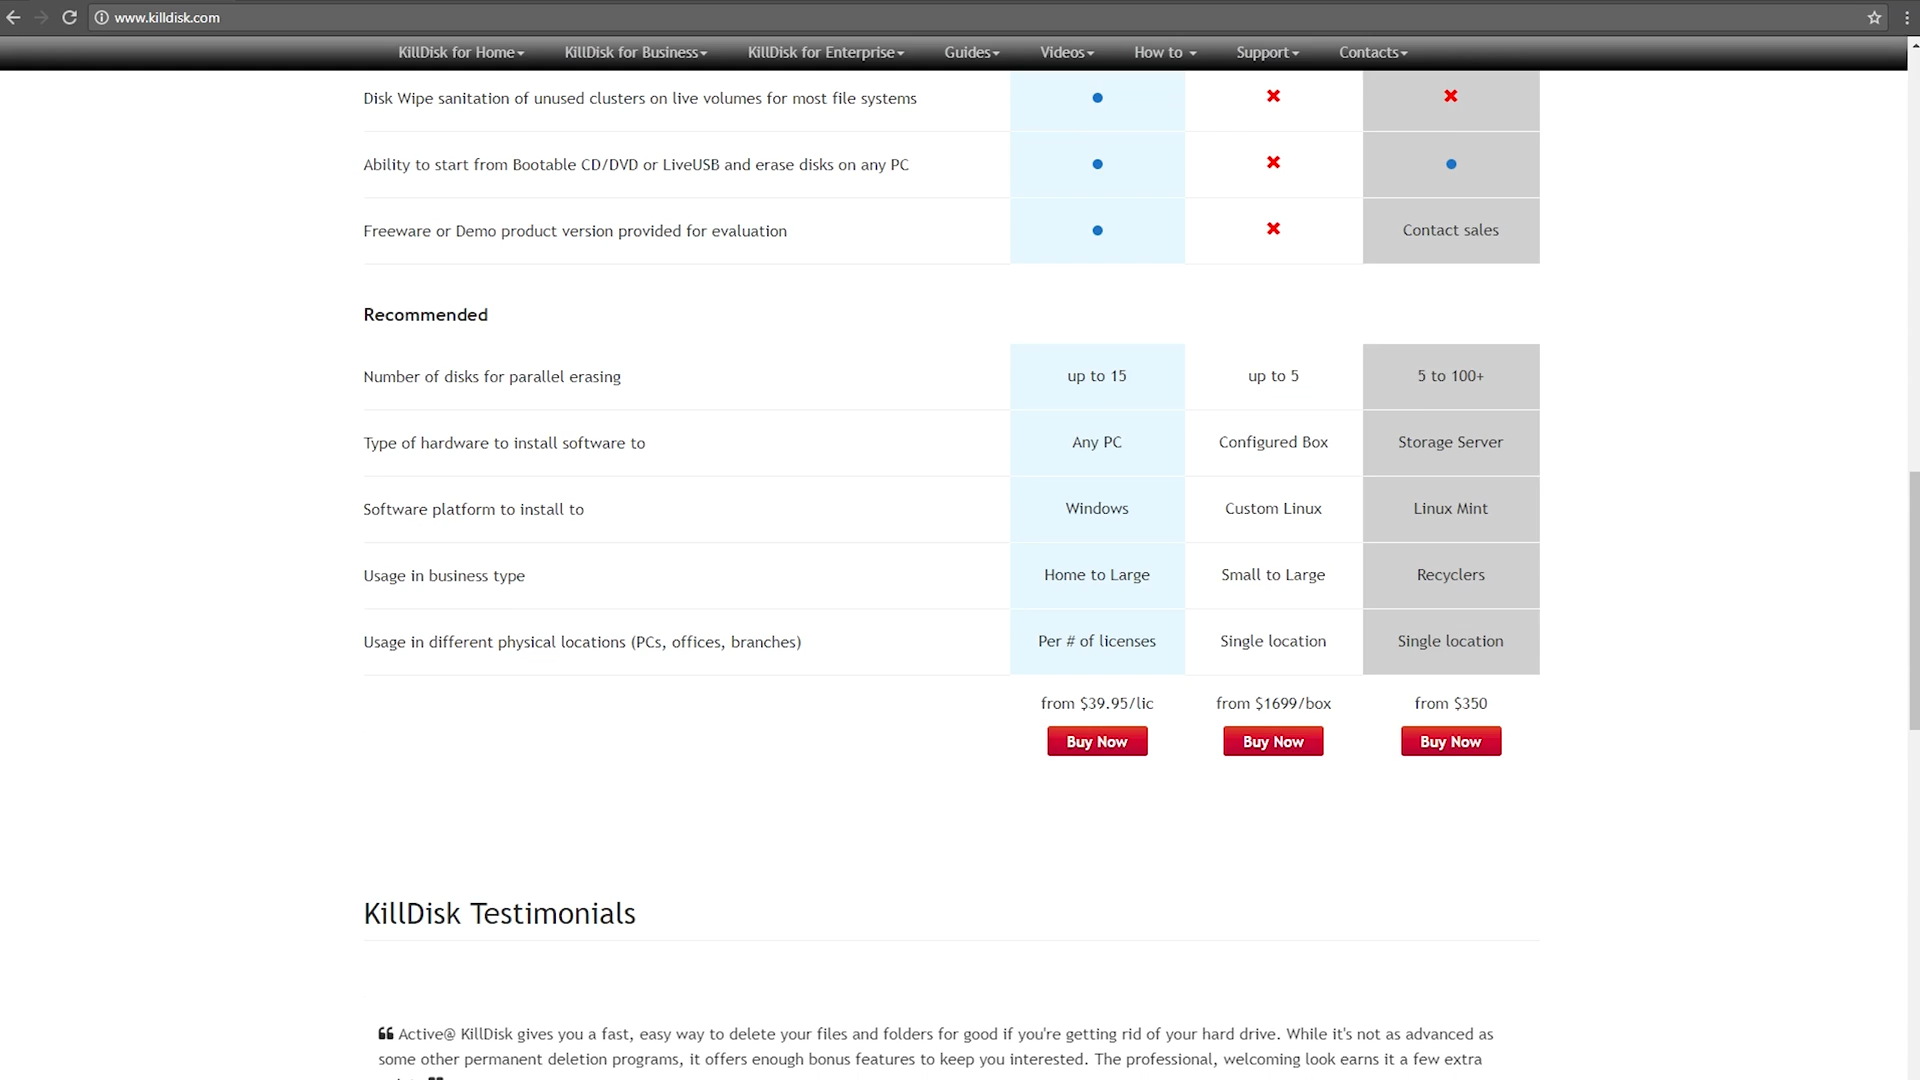 www.killdisk.com
KillDisk for Home KillDisk for Business KillDisk for Enterprise Guides Videos How to Support Contacts
Disk Wipe sanitation of unused clusters on live volumes for most file systems
Ability to start from Bootable CD/DVD or LiveUSB and erase disks on any PC
Freeware or Demo product version provided for evaluation Contact sales
Recommended
Number of disks for parallel erasing up to 15 up to 5 5 to 100+
Type of hardware to install software to Any PC Configured Box Storage Server
Software platform to install to Windows Custom Linux Linux Mint
Usage in business type Home to Large Small to Large Recyclers
Usage in different physical locations (PCs, offices, branches) Per # of licenses Single location Single location
from $39.95/lic from $1699/box from $350
Buy Now Buy Now Buy Now
KillDisk Testimonials
❝ Active@ KillDisk gives you a fast, easy way to delete your files and folders for good if you're getting rid of your hard drive. While it's not as advanced as
some other permanent deletion programs, it offers enough bonus features to keep you interested. The professional, welcoming look earns it a few extra